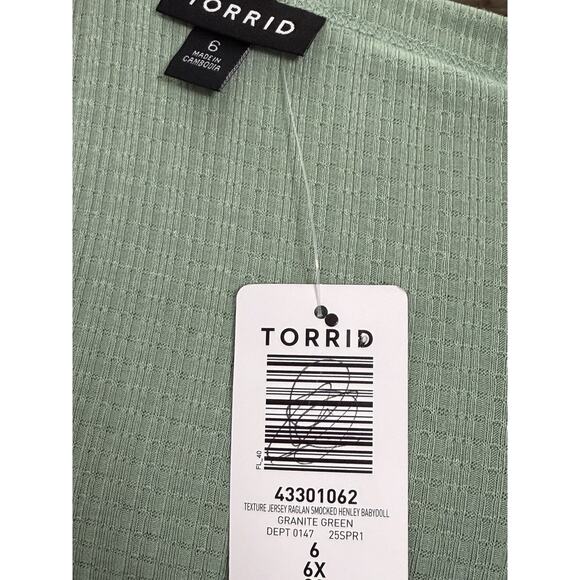 TORRID
6
MADE IN
CAMBODIA
TORRID
FL_40
43301062
TEXTURE JERSEY RAGLAN SMOCKED HENLEY BABYDOLL
GRANITE GREEN
DEPT 0147 25SPR1
6
6X